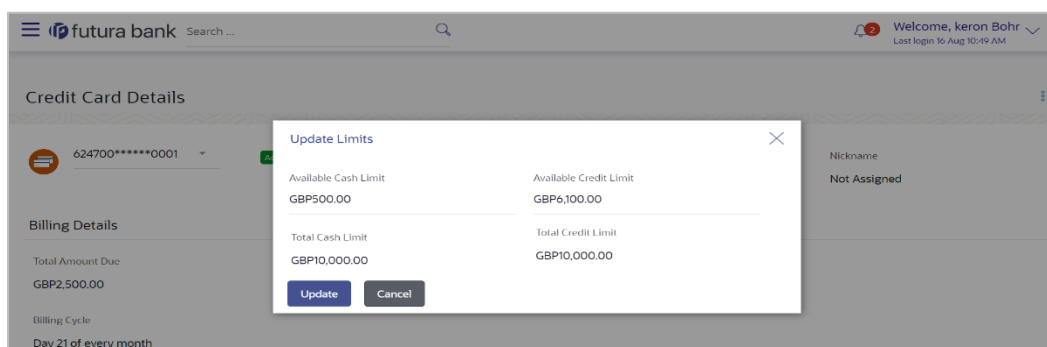 futura bank Search ... 2 Welcome, keron Bohr
Last login 16 Aug 10:49 AM
Credit Card Details
Update Limits
624700******0001
Nickname
Available Cash Limit Available Credit Limit
Not Assigned
GBP500.00 GBP6,100.00
Billing Details
Total Cash Limit Total Credit Limit
Total Amount Due
GBP10,000.00 GBP10,000.00
GBP2,500.00
Update Cancel
Billing Cycle
Day 21 of every month